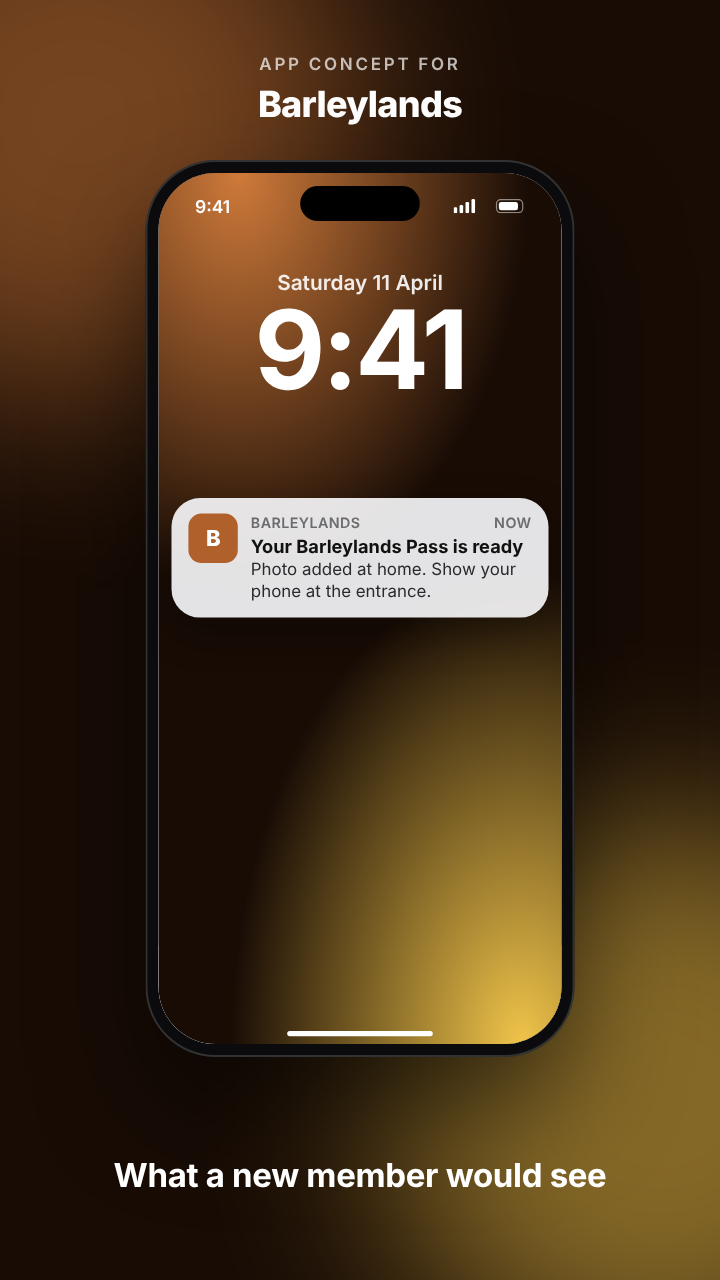 APP CONCEPT FOR
Barleylands
9:41
Saturday 11 April
9:41
B
BARLEYLANDS NOW
Your Barleylands Pass is ready
Photo added at home. Show your
phone at the entrance.
What a new member would see